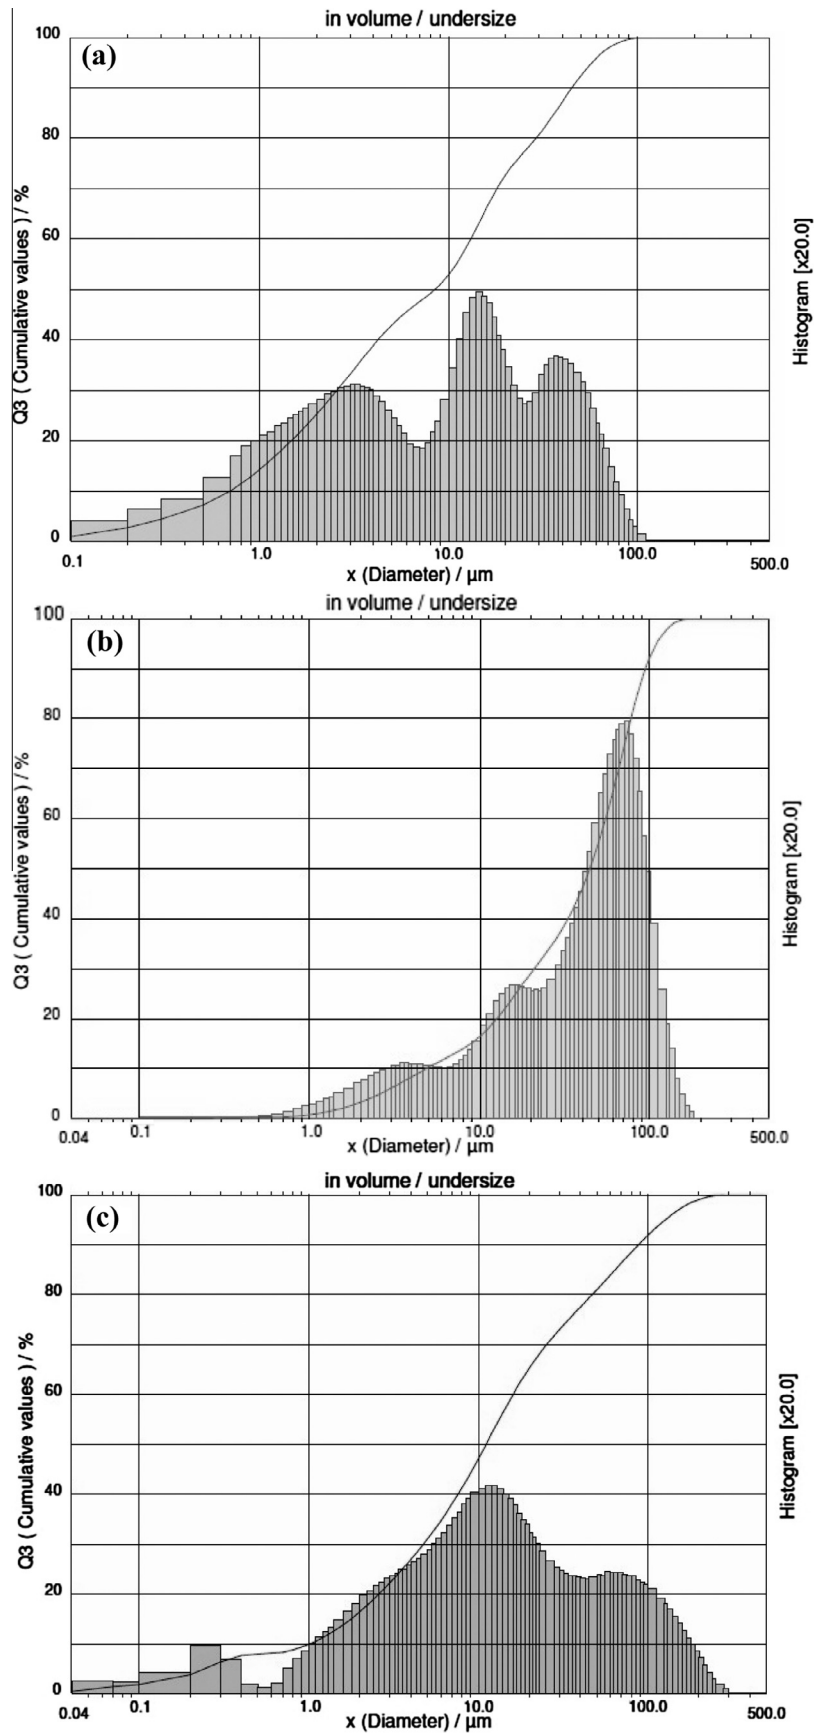 in volume / undersize
(a)
100
80
60
40
20
0
Q3 ( Cumulative values ) / %
Histogram [x20.0]
0.1 1.0 10.0 100.0 500.0
x (Diameter) / µm
in volume / undersize
(b)
100
80
60
40
20
0
Q3 ( Cumulative values ) / %
Histogram [x20.0]
0.04 0.1 1.0 10.0 100.0 500.0
x (Diameter) / µm
in volume / undersize
(c)
100
80
60
40
20
0
Q3 ( Cumulative values ) / %
Histogram [x20.0]
0.04 0.1 1.0 10.0 100.0 500.0
x (Diameter) / µm